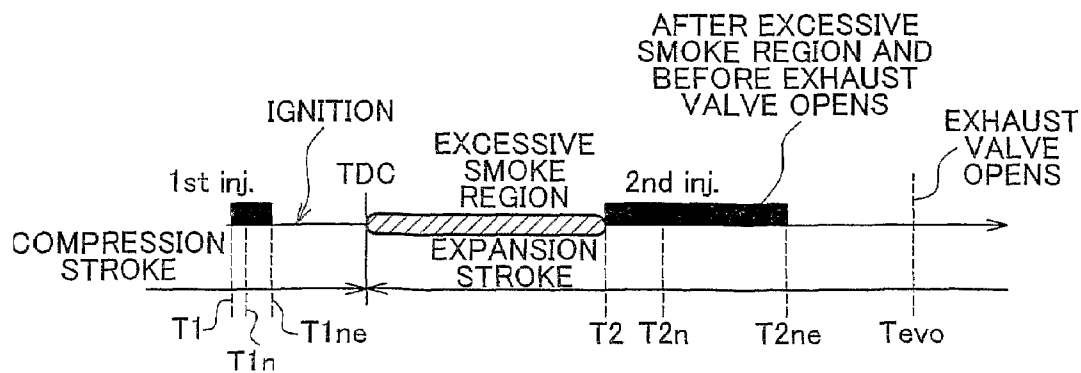 AFTER EXCESSIVE
SMOKE REGION AND
BEFORE EXHAUST
VALVE OPENS
IGNITION
EXHAUST
VALVE
OPENS
EXCESSIVE
SMOKE
REGION
1st inj.
TDC
2nd inj.
COMPRESSION
STROKE
EXPANSION
STROKE
T1
T1n
T1ne
T2
T2n
T2ne
Tevo